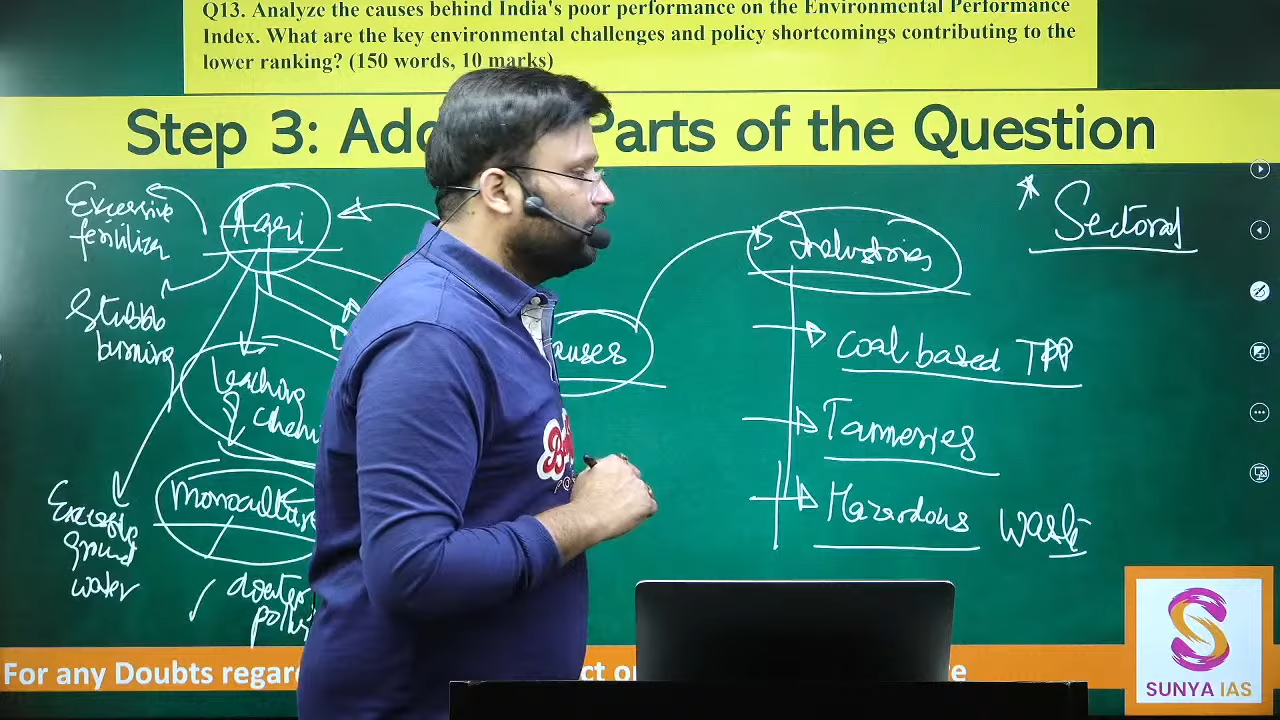 Q13. Analyze the causes behind India's poor performance on the Environmental Performance
Index. What are the key environmental challenges and policy shortcomings contributing to the
lower ranking? (150 words, 10 marks)
Step 3: Add Parts of the Question
* Sectoral
Excessive
fertilizer
Agri
Industries
Stubble
burning
auses
Coal based TPP
Leaching
Chemi
Tanneries
Monoculture
Hazardous Waste
ground
water
water
For any Doubts regar ct o e
SUNYA IAS